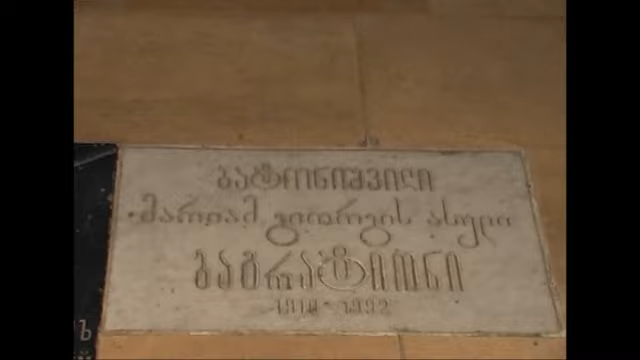 ბატონიშვილი
მარიამ გიორგის ასული
ბაგრატიონი